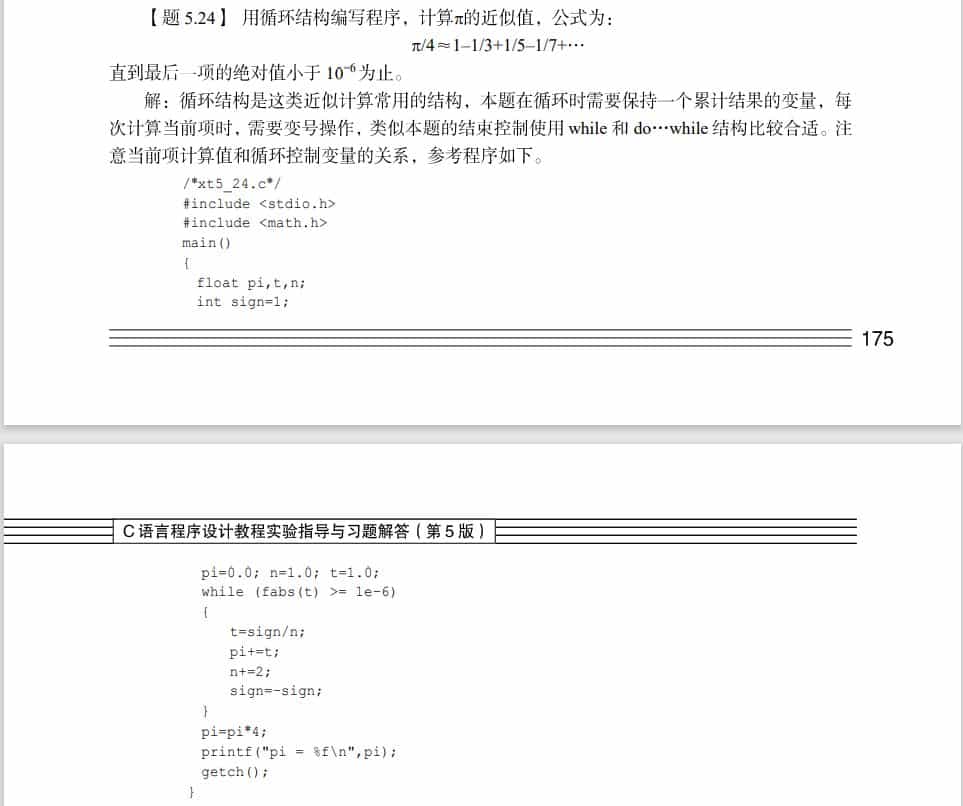 【题 5.24】 用循环结构编写程序，计算π的近似值，公式为：
π/4≈1–1/3+1/5–1/7+…
直到最后一项的绝对值小于 10⁻⁶ 为止。
解：循环结构是这类近似计算常用的结构，本题在循环时需要保持一个累计结果的变量，每
次计算当前项时，需要变号操作，类似本题的结束控制使用 while 和 do…while 结构比较合适。注
意当前项计算值和循环控制变量的关系，参考程序如下。
/*xt5_24.c*/
#include <stdio.h>
#include <math.h>
main()
{
float pi,t,n;
int sign=1;
175
C 语言程序设计教程实验指导与习题解答（第 5 版）
pi=0.0; n=1.0; t=1.0;
while (fabs(t) >= 1e-6)
{
t=sign/n;
pi+=t;
n+=2;
sign=-sign;
}
pi=pi*4;
printf("pi = %f\n",pi);
getch();
}